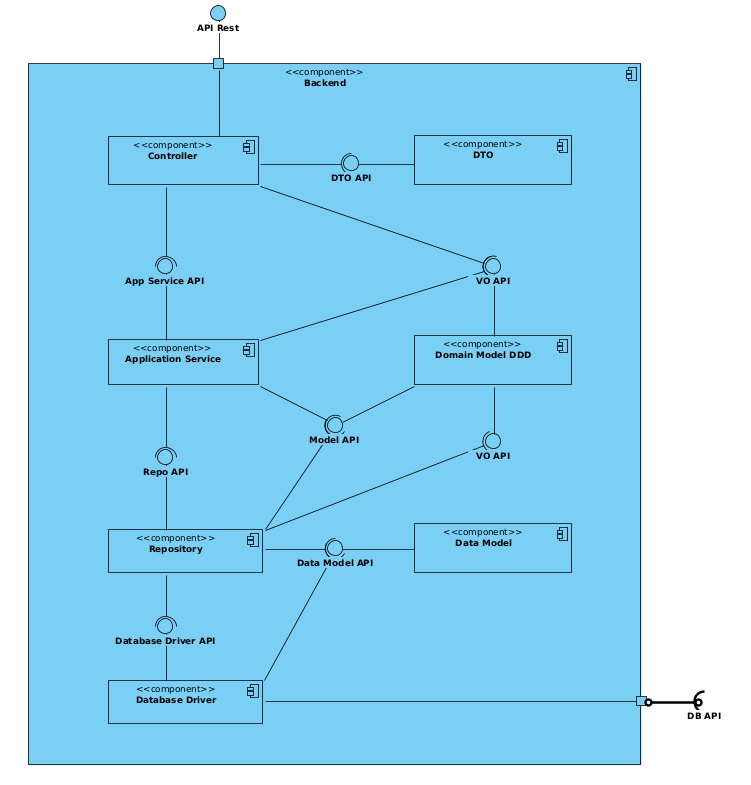 API Rest
<<component>>
Backend
<<component>>
Controller
<<component>>
DTO
DTO API
App Service API
VO API
<<component>>
Application Service
<<component>>
Domain Model DDD
Model API
VO API
Repo API
<<component>>
Repository
<<component>>
Data Model
Data Model API
Database Driver API
<<component>>
Database Driver
DB API